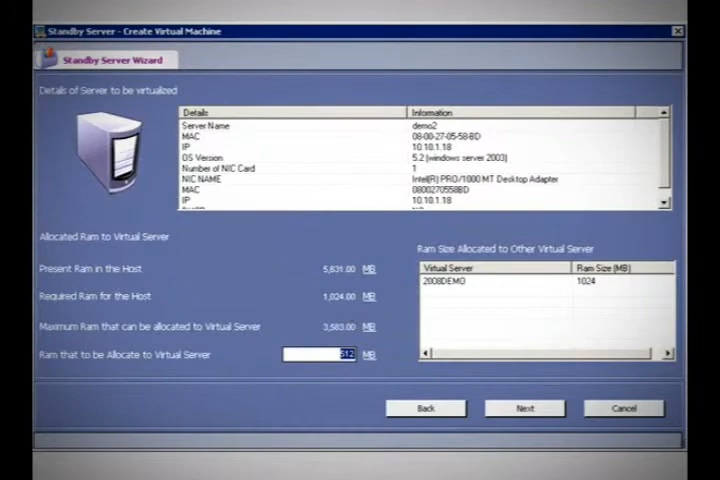 Standby Server - Create Virtual Machine
Standby Server Wizard
Details of Server to be virtualized
Details Information
Server Name demo2
MAC 08-00-27-05-58-BD
IP 10.10.1.18
OS Version 5.2 (windows server 2003)
Number of NIC Card 1
NIC NAME Intel(R) PRO/1000 MT Desktop Adapter
MAC 0800270558BD
IP 10.10.1.18
Allocated Ram to Virtual Server
Ram Size Allocated to Other Virtual Server
Present Ram in the Host 5,631.00 MB
Virtual Server Ram Size (MB)
2008DEMO 1024
Required Ram for the Host 1,024.00 MB
Maximum Ram that can be allocated to Virtual Server 3,583.00 MB
Ram that to be Allocate to Virtual Server 512 MB
Back Next Cancel